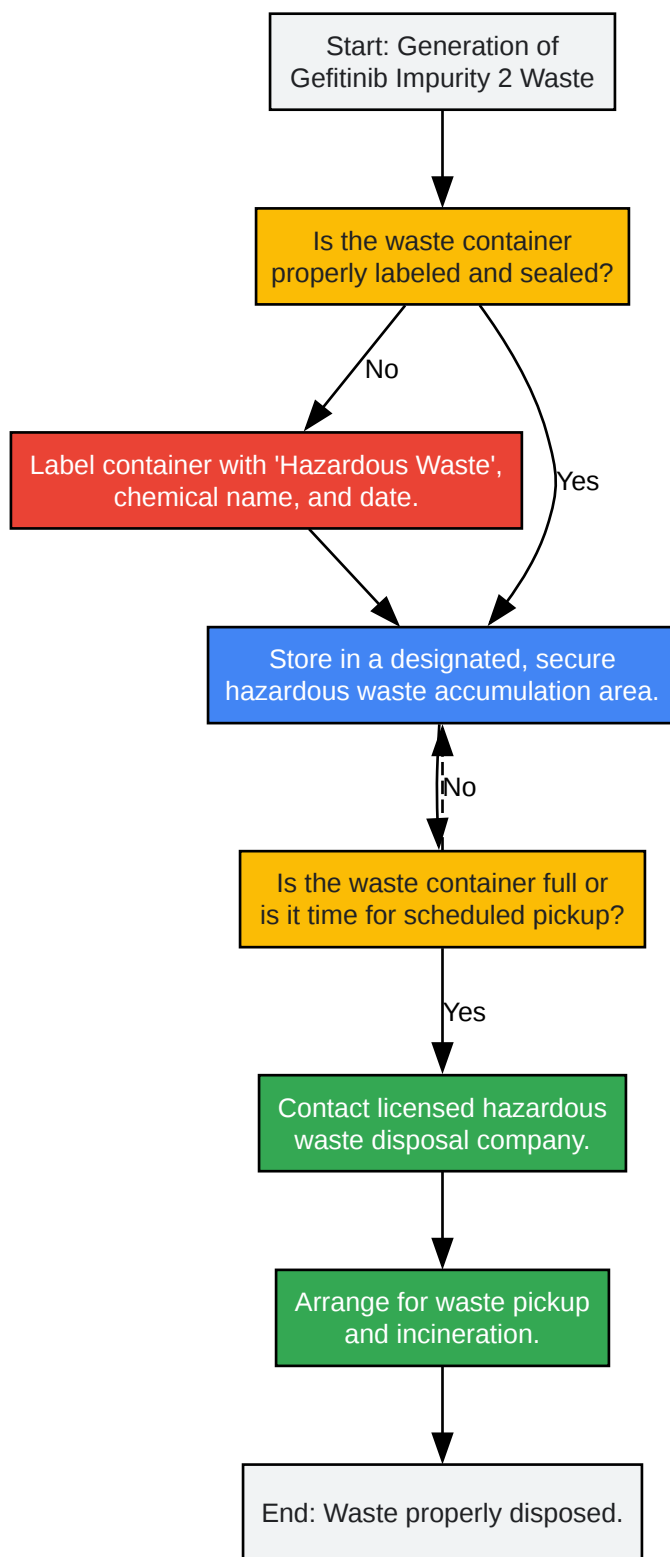 Start: Generation of
Gefitinib Impurity 2 Waste
Is the waste container
properly labeled and sealed?
No
Label container with 'Hazardous Waste',
chemical name, and date.
Yes
Store in a designated, secure
hazardous waste accumulation area.
No
Is the waste container full or
is it time for scheduled pickup?
Yes
Contact licensed hazardous
waste disposal company.
Arrange for waste pickup
and incineration.
End: Waste properly disposed.